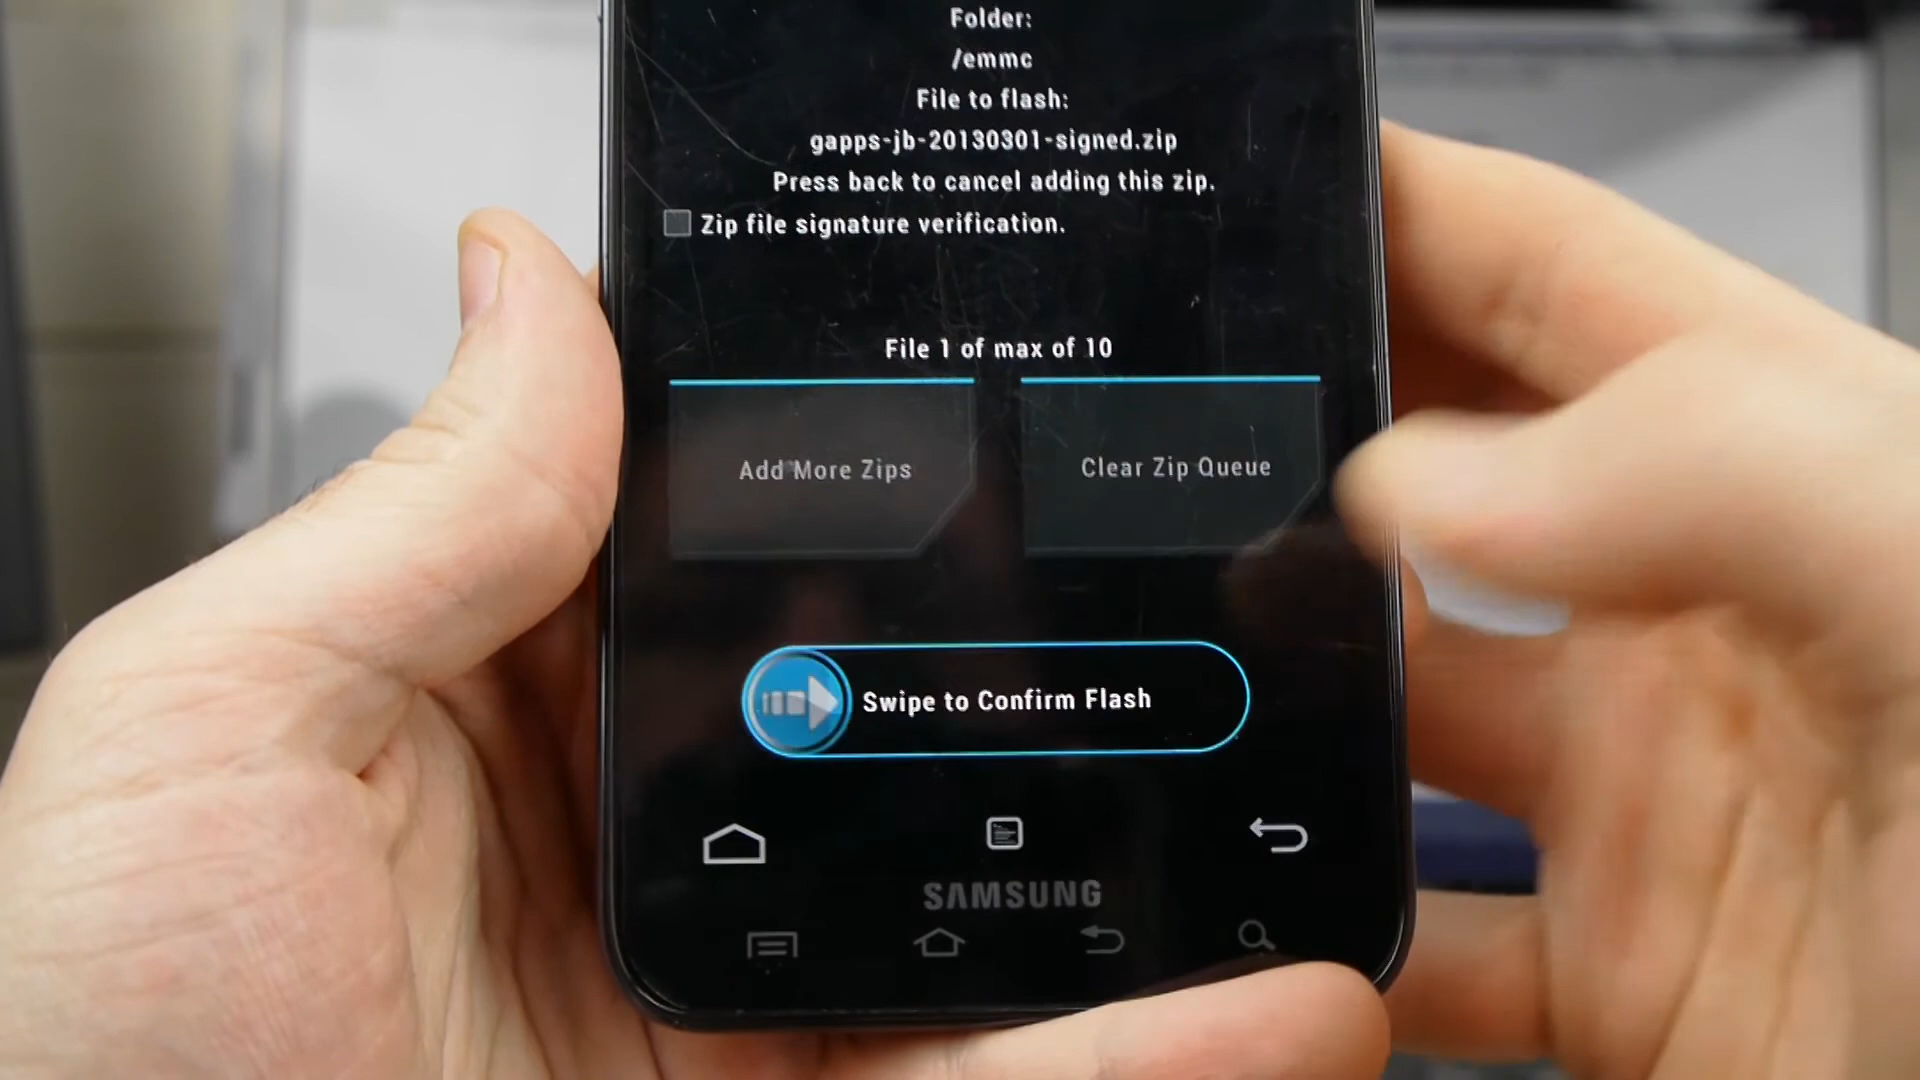 Folder:
/emmc
File to flash:
gapps-jb-20130301-signed.zip
Press back to cancel adding this zip.
Zip file signature verification.
File 1 of max of 10
Add More Zips
Clear Zip Queue
Swipe to Confirm Flash
SAMSUNG